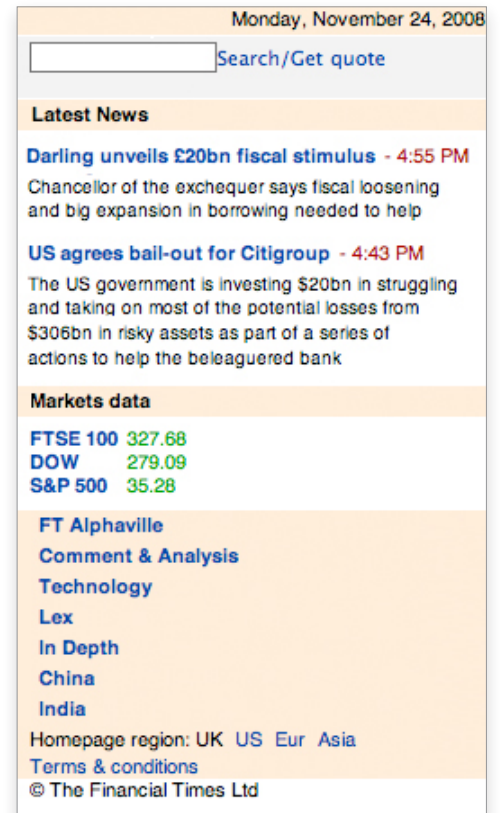 Monday, November 24, 2008
Search/Get quote
Latest News
Darling unveils £20bn fiscal stimulus - 4:55 PM
Chancellor of the exchequer says fiscal loosening
and big expansion in borrowing needed to help
US agrees bail-out for Citigroup - 4:43 PM
The US government is investing $20bn in struggling
and taking on most of the potential losses from
$306bn in risky assets as part of a series of
actions to help the beleaguered bank
Markets data
FTSE 100 327.68
DOW 279.09
S&P 500 35.28
FT Alphaville
Comment & Analysis
Technology
Lex
In Depth
China
India
Homepage region: UK US Eur Asia
Terms & conditions
© The Financial Times Ltd